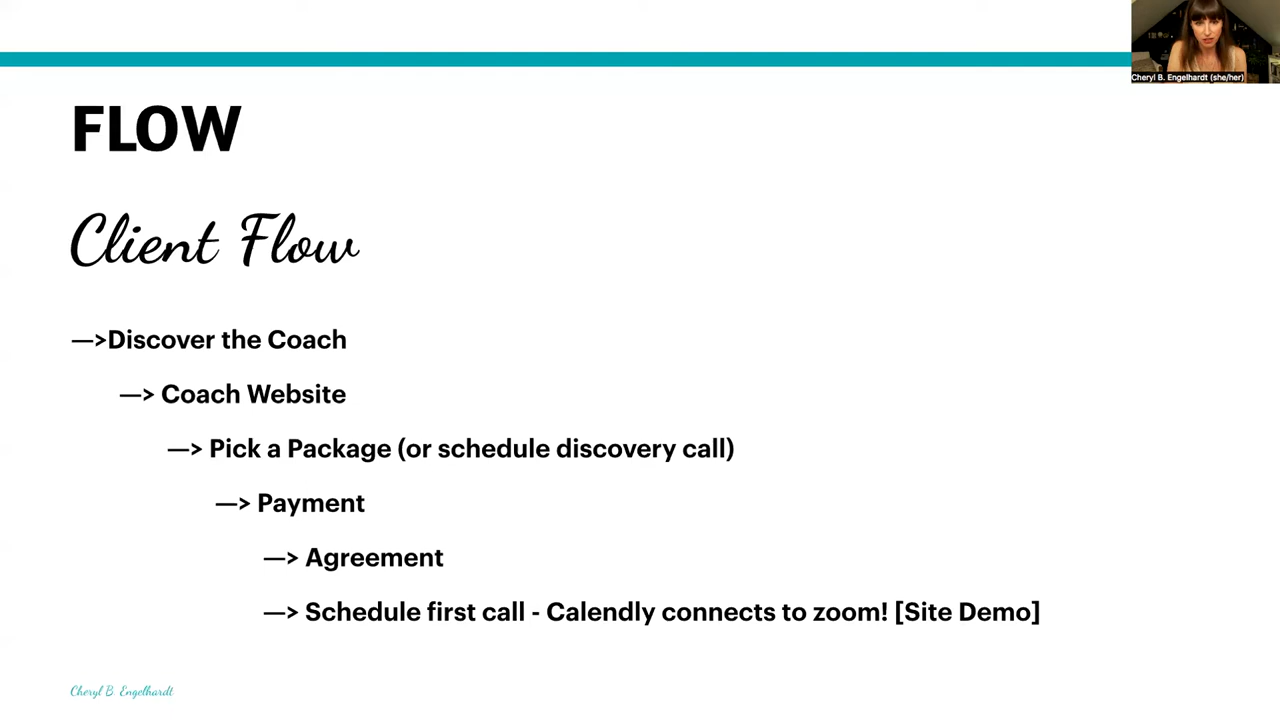 Cheryl B. Engelhardt (she/her)
FLOW
Client Flow
—>Discover the Coach
—> Coach Website
—> Pick a Package (or schedule discovery call)
—> Payment
—> Agreement
—> Schedule first call - Calendly connects to zoom! [Site Demo]
Cheryl B. Engelhardt